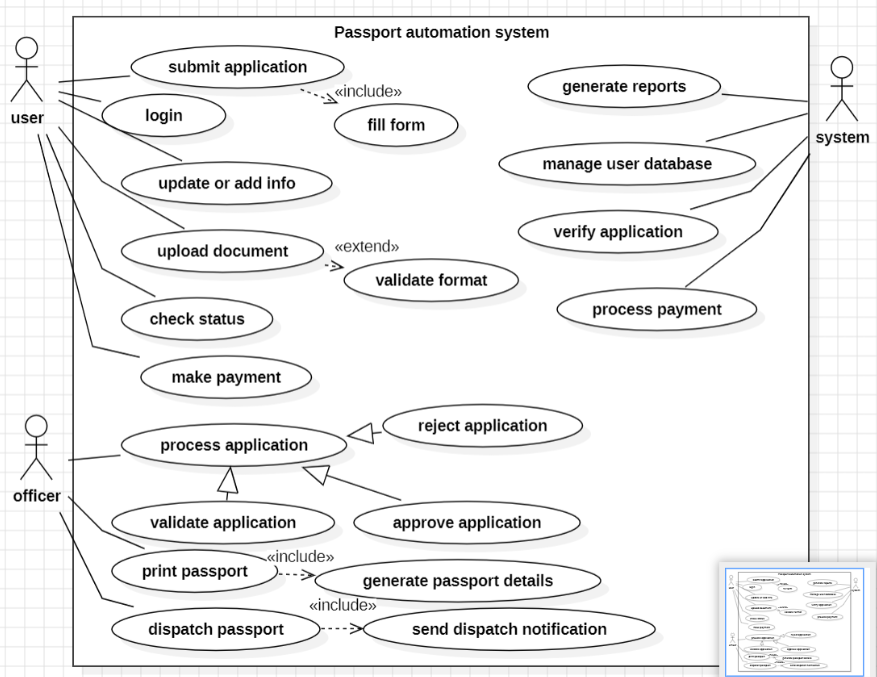 Passport automation system
submit application
«include»
generate reports
user
login
fill form
system
manage user database
update or add info
verify application
upload document
«extend»
validate format
check status
process payment
make payment
reject application
process application
officer
validate application
approve application
«include»
print passport
generate passport details
«include»
dispatch passport
send dispatch notification